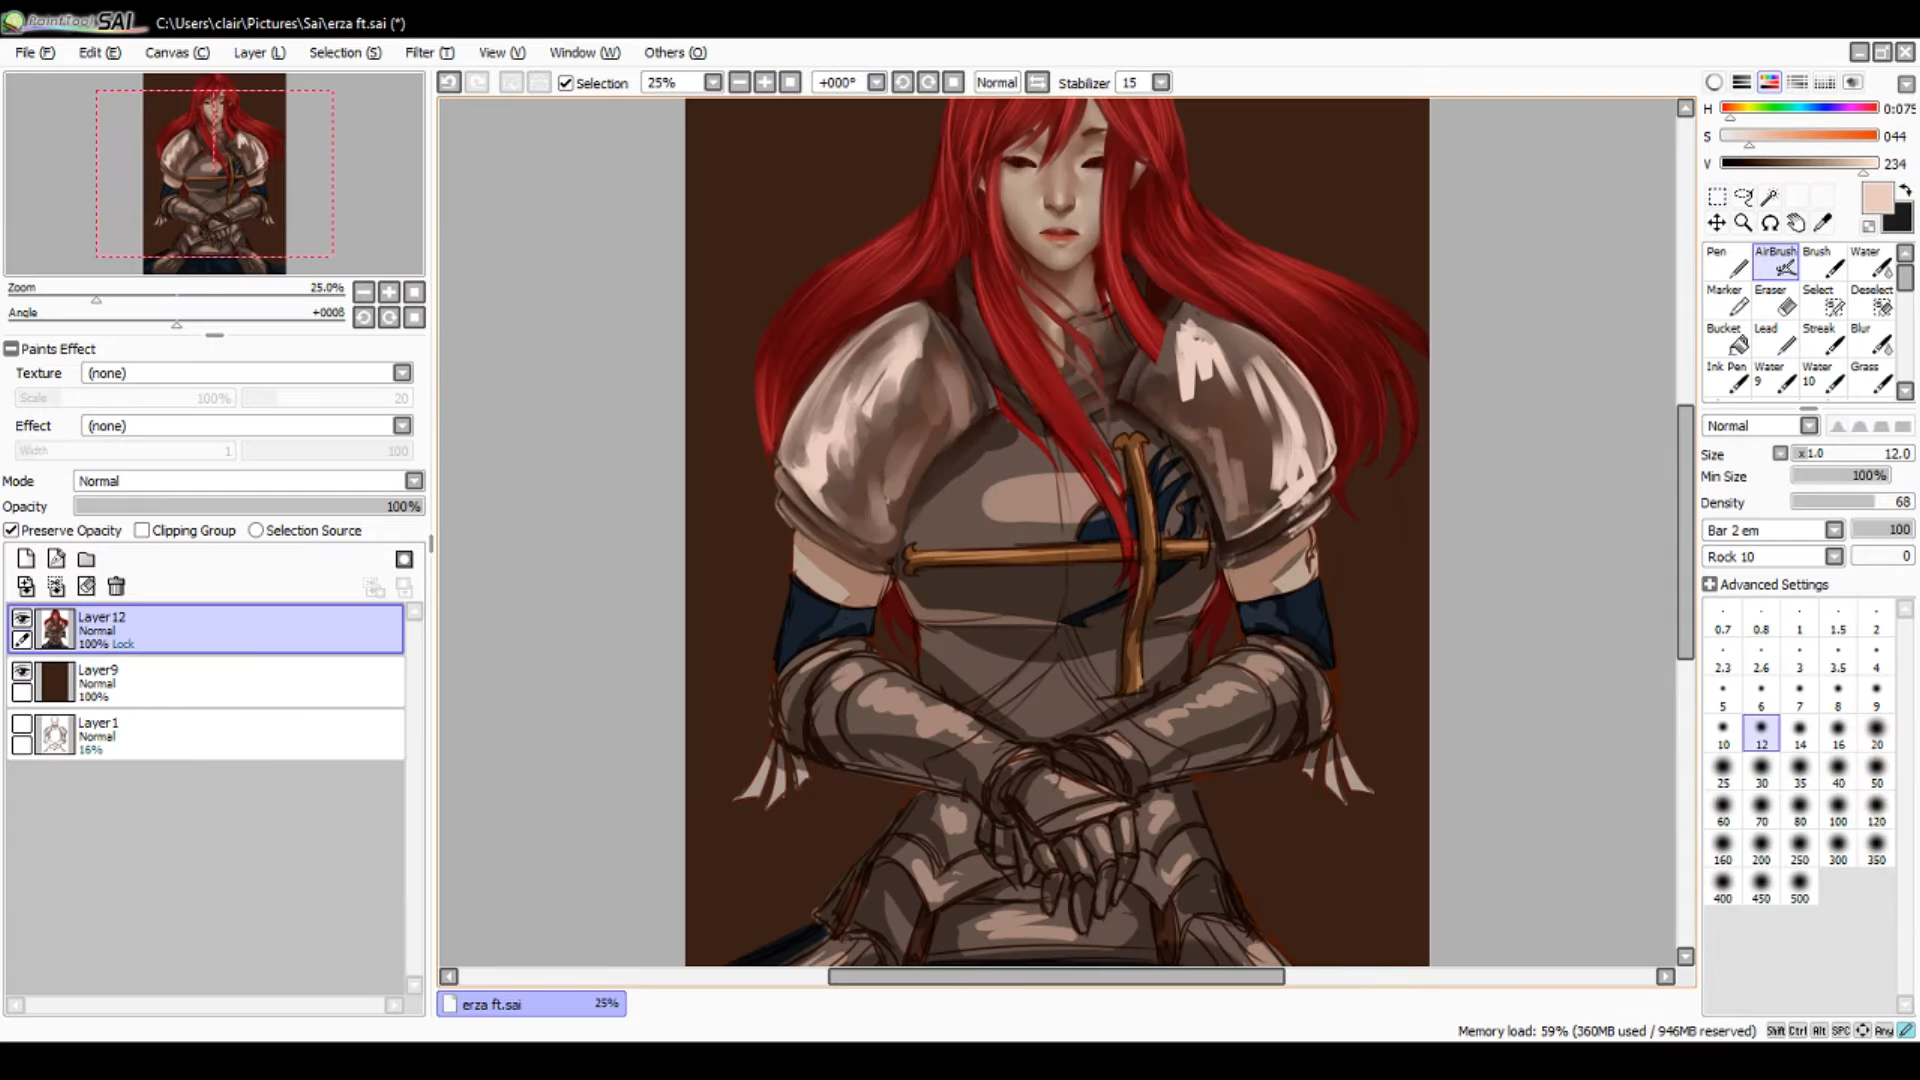 PaintTool SAI C:\Users\clair\Pictures\Sai\erza ft.sai (*)
File (F) Edit (E) Canvas (C) Layer (L) Selection (S) Filter (T) View (V) Window (W) Others (O)
Selection 25% +000° Normal Stabilizer 15
H 0:075
S 044
V 234
Zoom 25.0%
Angle +0008
Pen AirBrush Brush Water
Marker Eraser Select Deselect
Bucket Lead Streak Blur
Ink Pen Water 9 Water 10 Grass
Paints Effect
Texture (none)
Scale 100% 20
Effect (none)
Width 1 100
Mode Normal
Opacity 100%
Preserve Opacity Clipping Group Selection Source
Layer12
Normal
100% Lock
Layer9
Normal
100%
Layer1
Normal
16%
Normal
Size x1.0 12.0
Min Size 100%
Density 68
Bar 2 em 100
Rock 10 0
Advanced Settings
0.7 0.8 1 1.5 2
2.3 2.6 3 3.5 4
5 6 7 8 9
10 12 14 16 20
25 30 35 40 50
60 70 80 100 120
160 200 250 300 350
400 450 500
erza ft.sai 25%
Memory load: 59% (360MB used / 946MB reserved) Shift Ctrl Alt SPC Any